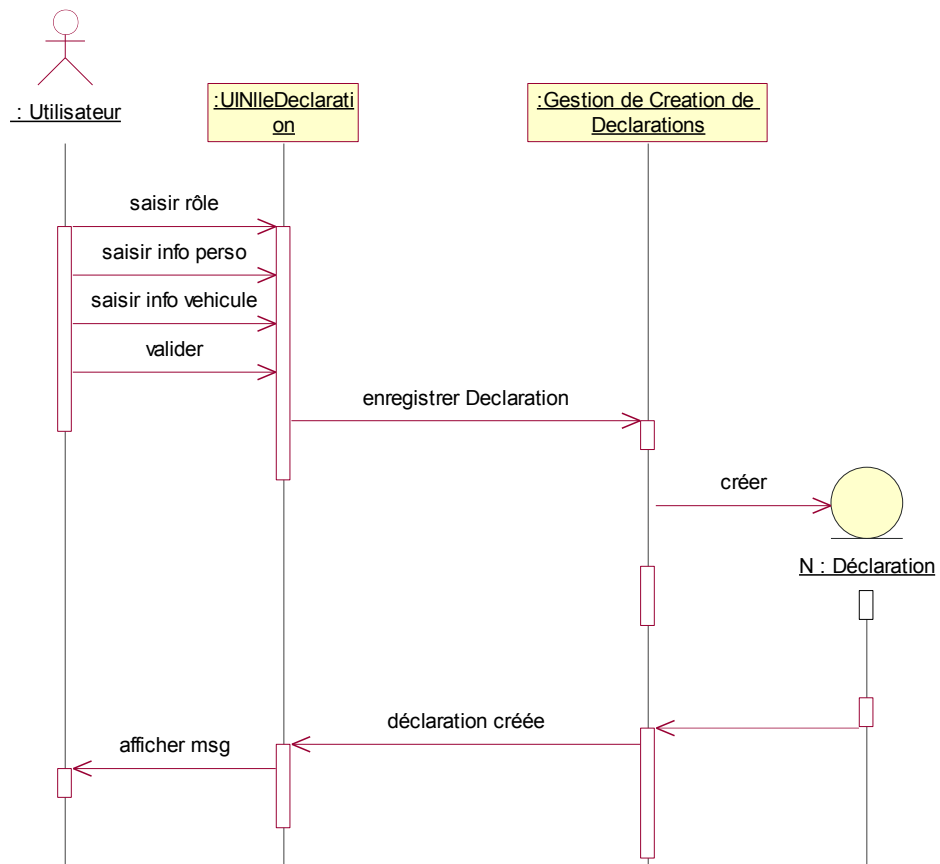 : Utilisateur
:UINlleDeclarati
on
:Gestion de Creation de
Declarations
saisir rôle
saisir info perso
saisir info vehicule
valider
enregistrer Declaration
créer
N : Déclaration
déclaration créée
afficher msg